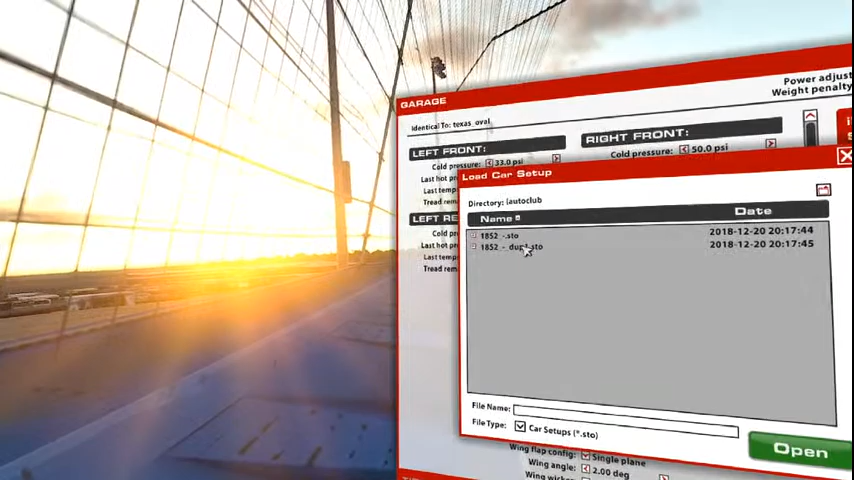 Power adjust
Weight penalty
GARAGE
Identical To: texas_oval
LEFT FRONT:
RIGHT FRONT:
Cold pressure: 33.0 psi
Cold pressure: 50.0 psi
Last hot p
Last temp
Tread rem
LEFT RE
Cold pr
Last hot p
Last temp
Tread rem
Load Car Setup
Directory: (autoclub
Name
Date
1852 -.sto
2018-12-20 20:17:44
2018-12-20 20:17:45
File Name:
File Type:
Car Setups (*.sto)
Open
Wing flap config:
Single plane
Wing angle:
2.00 deg
Wing wicker